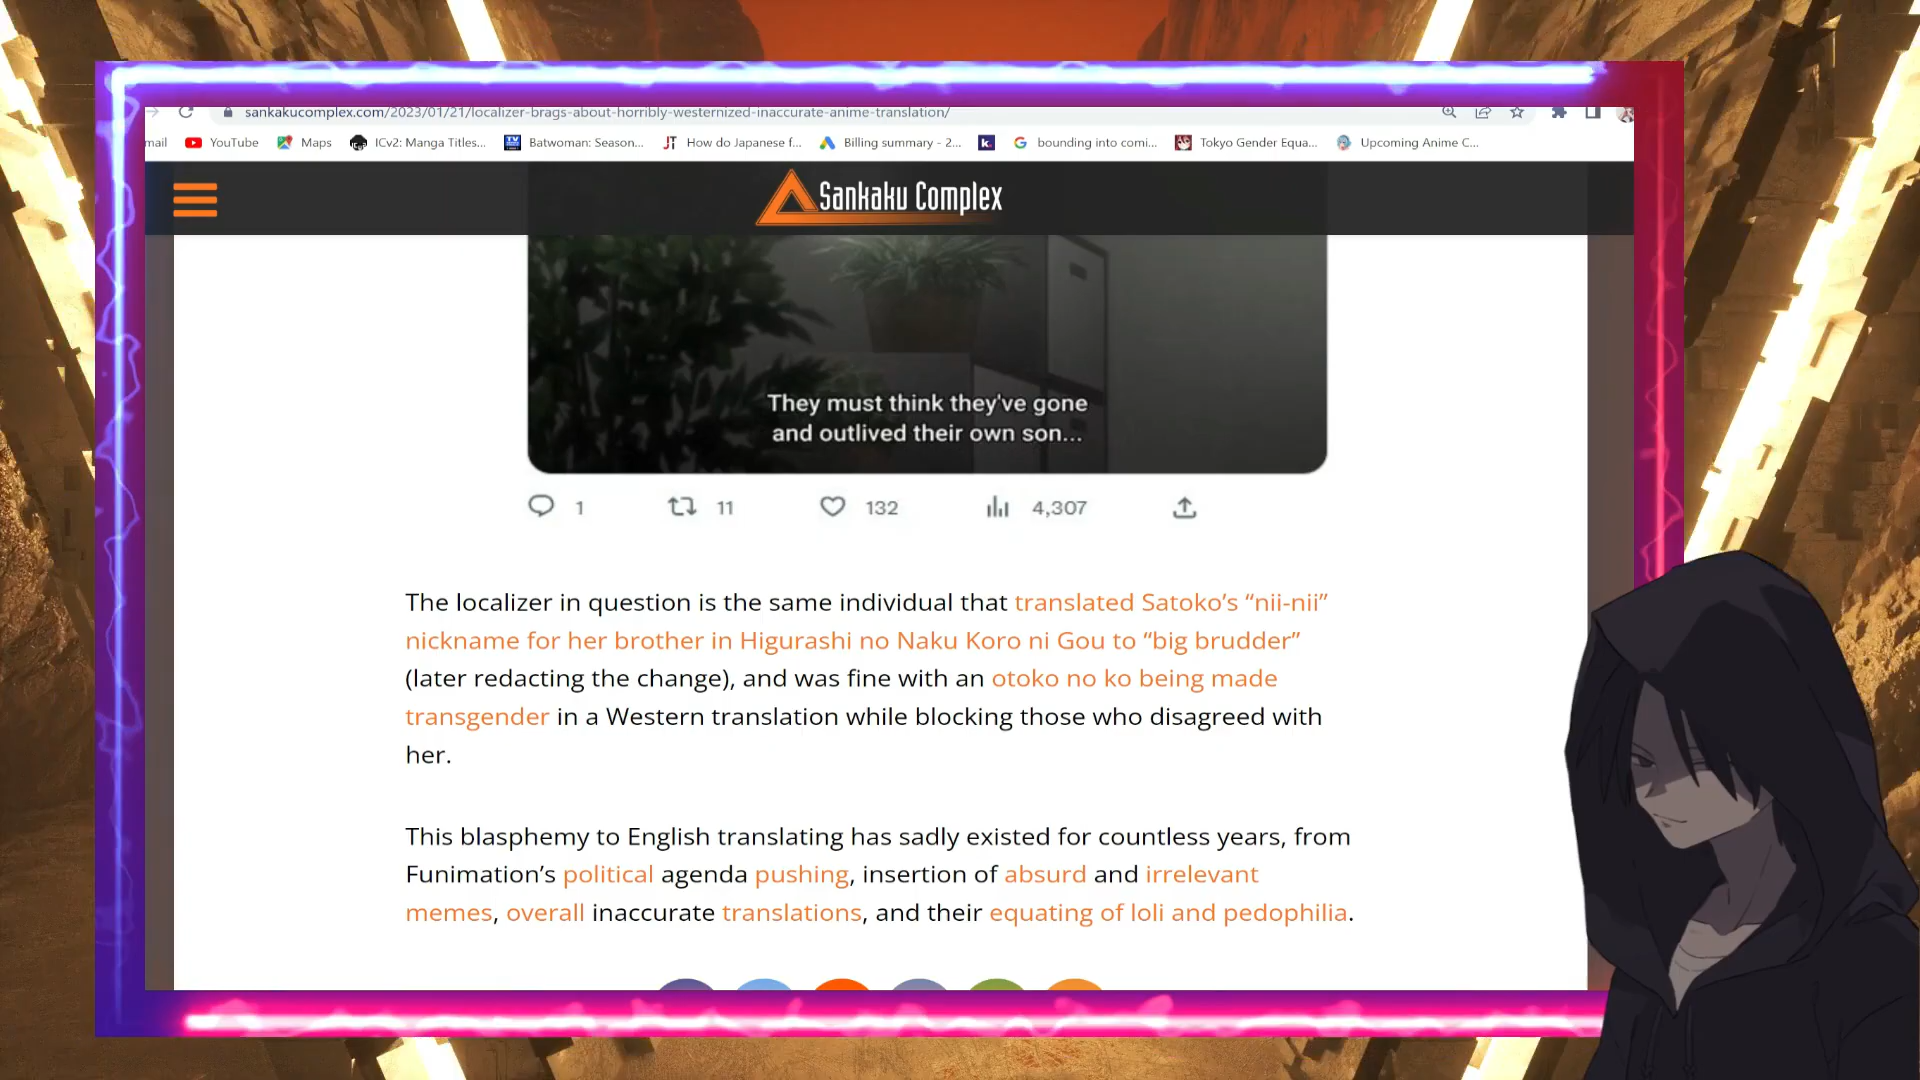 sankakucomplex.com/2023/01/21/localizer-brags-about-horribly-westernized-inaccurate-anime-translation/
mail YouTube Maps ICv2: Manga Titles... Batwoman: Season... How do Japanese f... Billing summary - 2... bounding into comi... Tokyo Gender Equa... Upcoming Anime C...
Sankaku Complex
They must think they've gone
and outlived their own son...
1 11 132 4,307
The localizer in question is the same individual that translated Satoko’s “nii-nii”
nickname for her brother in Higurashi no Naku Koro ni Gou to “big brudder”
(later redacting the change), and was fine with an otoko no ko being made
transgender in a Western translation while blocking those who disagreed with
her.
This blasphemy to English translating has sadly existed for countless years, from
Funimation’s political agenda pushing, insertion of absurd and irrelevant
memes, overall inaccurate translations, and their equating of loli and pedophilia.